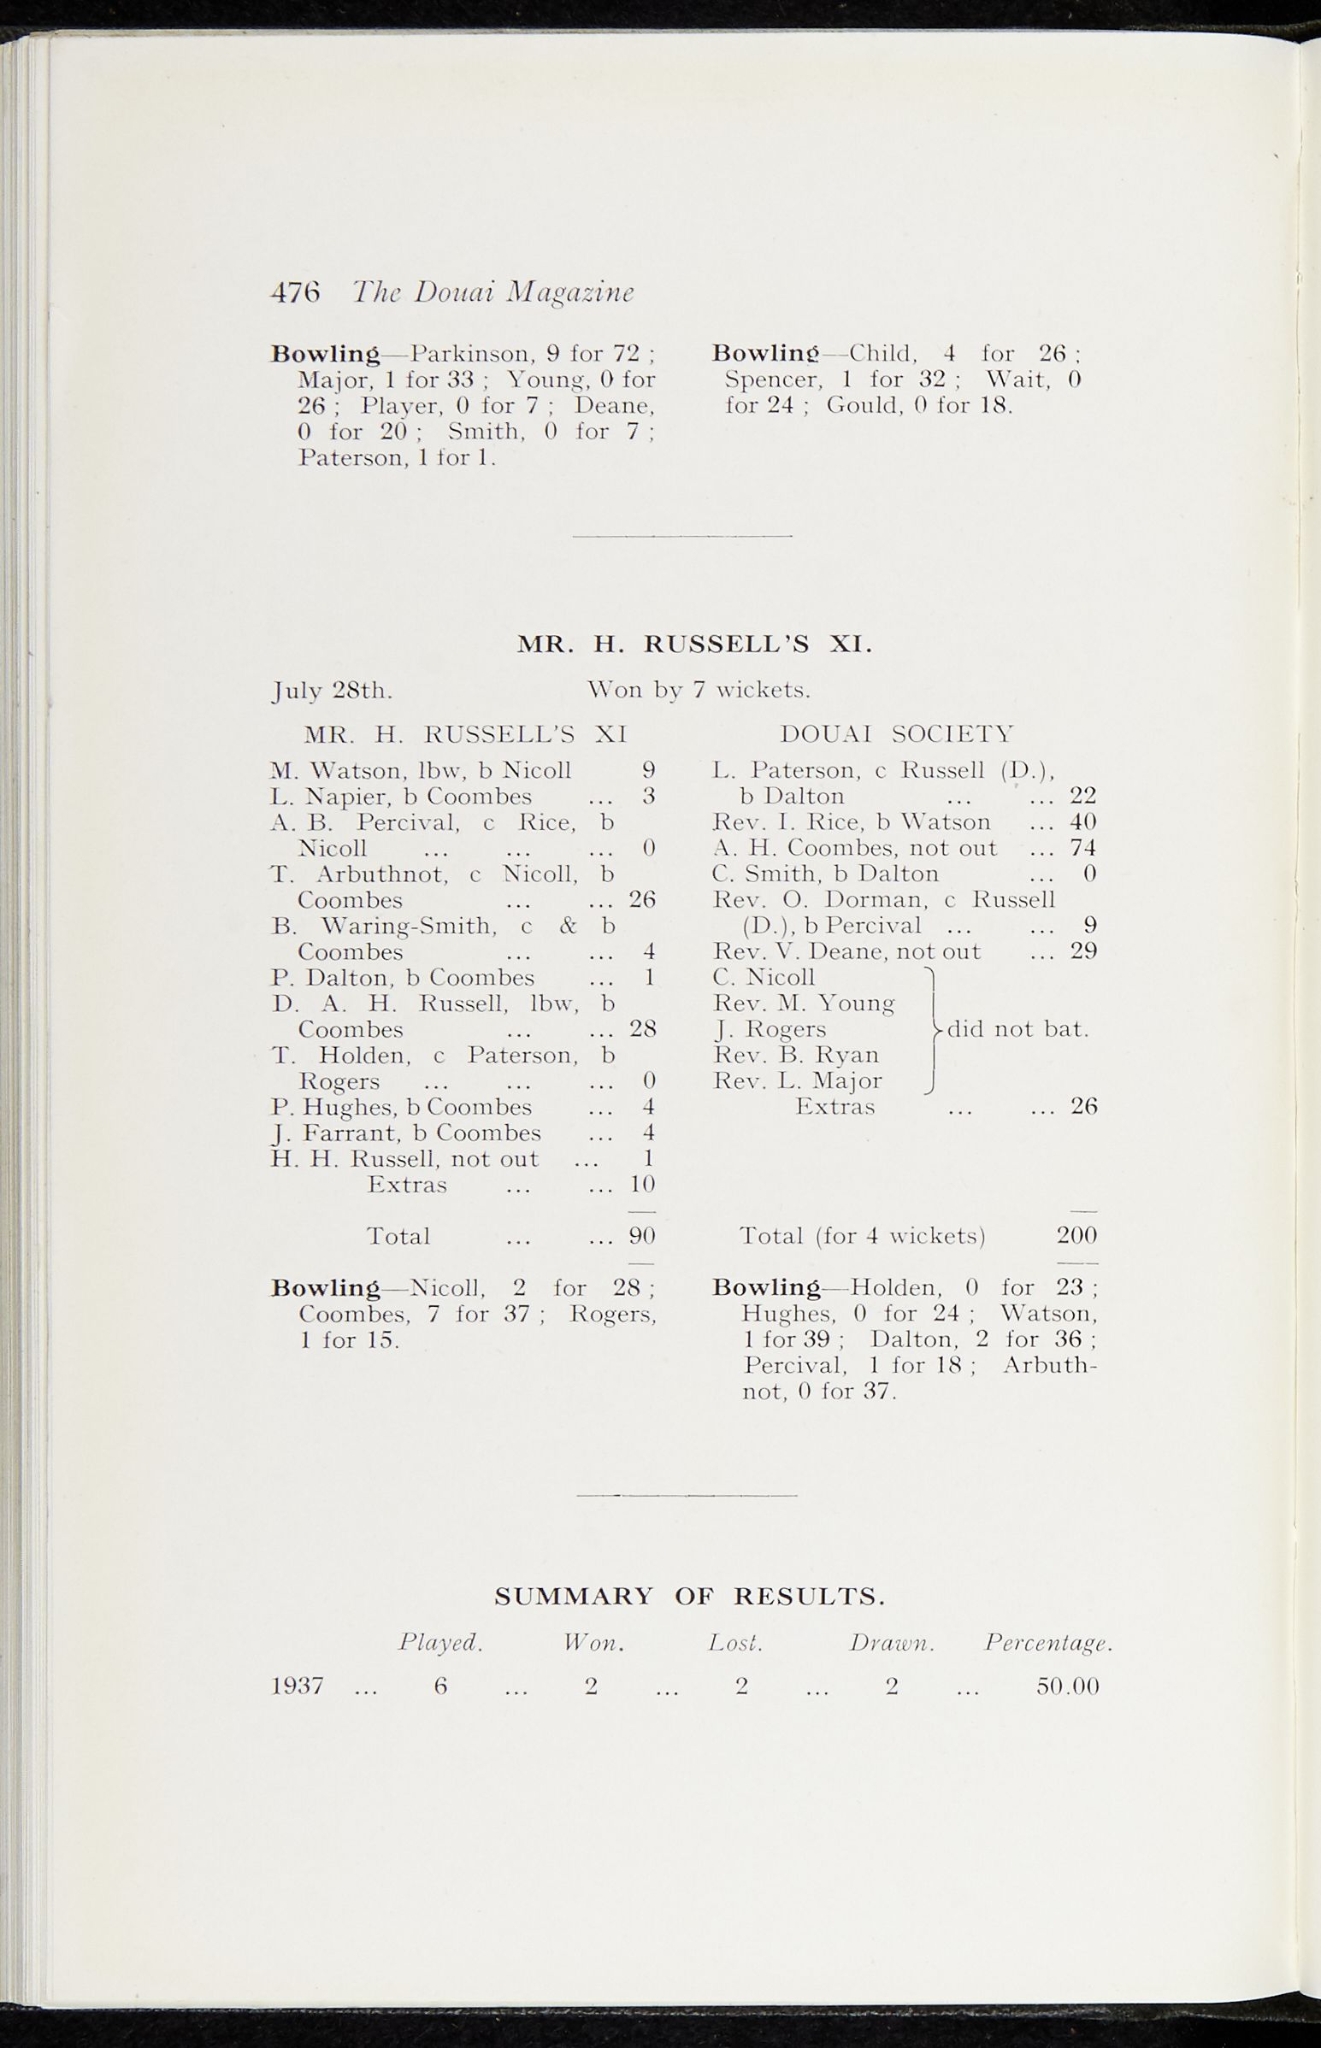 476 The Douai Magazine
Bowling—Parkinson, 9 for 72 ;
Major, 1 for 33 ; Young, 0 for
26 ; Player, 0 for 7 ; Deane,
0 for 20 ; Smith, 0 for 7 ;
Paterson, 1 for 1.
Bowling—Child, 4 for 26 ;
Spencer, 1 for 32 ; Wait, 0
for 24 ; Gould, 0 for 18.
MR. H. RUSSELL'S XI.
July 28th. Won by 7 wickets.
MR. H. RUSSELL'S XI
M. Watson, lbw, b Nicoll 9
L. Napier, b Coombes ... 3
A. B. Percival, c Rice, b
Nicoll ... ... ... 0
T. Arbuthnot, c Nicoll, b
Coombes ... ... 26
B. Waring-Smith, c & b
Coombes ... ... 4
P. Dalton, b Coombes ... 1
D. A. H. Russell, lbw, b
Coombes ... ... 28
T. Holden, c Paterson, b
Rogers ... ... ... 0
P. Hughes, b Coombes ... 4
J. Farrant, b Coombes ... 4
H. H. Russell, not out ... 1
Extras ... ... 10
Total ... ... 90
Bowling—Nicoll, 2 for 28 ;
Coombes, 7 for 37 ; Rogers,
1 for 15.
DOUAI SOCIETY
L. Paterson, c Russell (D.),
b Dalton ... ... 22
Rev. I. Rice, b Watson ... 40
A. H. Coombes, not out ... 74
C. Smith, b Dalton ... 0
Rev. O. Dorman, c Russell
(D.), b Percival ... ... 9
Rev. V. Deane, not out ... 29
C. Nicoll
Rev. M. Young
J. Rogers did not bat.
Rev. B. Ryan
Rev. L. Major
Extras ... ... 26
Total (for 4 wickets) 200
Bowling—Holden, 0 for 23 ;
Hughes, 0 for 24 ; Watson,
1 for 39 ; Dalton, 2 for 36 ;
Percival, 1 for 18 ; Arbuth-
not, 0 for 37.
SUMMARY OF RESULTS.
Played. Won. Lost. Drawn. Percentage.
1937 ... 6 ... 2 ... 2 ... 2 ... 50.00